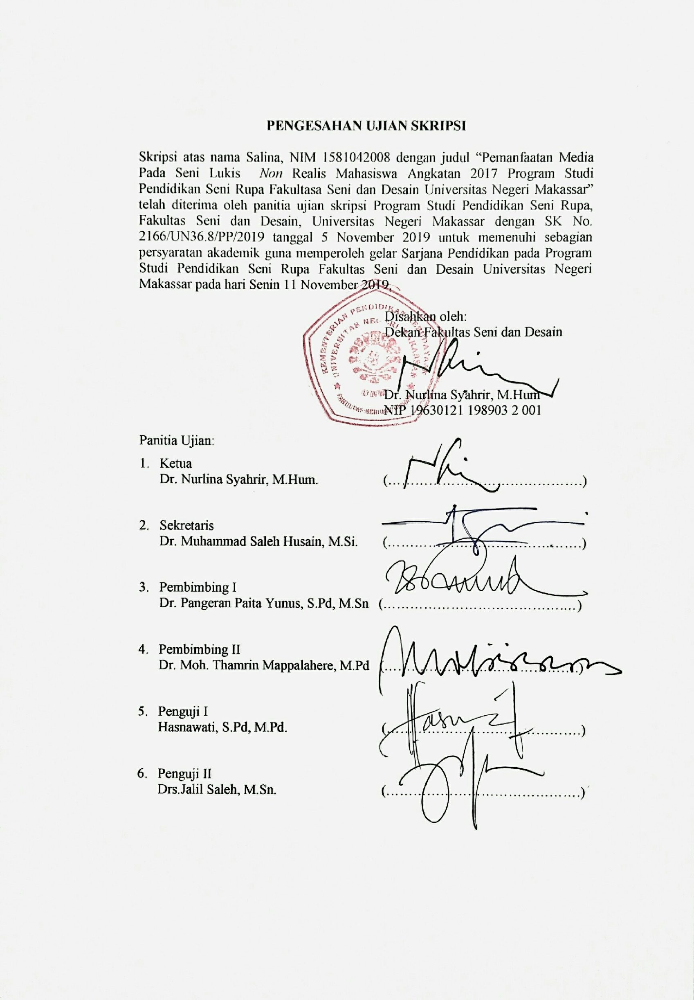 PENGESAHAN UJIAN SKRIPSI
Skripsi atas nama Salina, NIM 1581042008 dengan judul “Pemanfaatan Media
Pada Seni Lukis Non Realis Mahasiswa Angkatan 2017 Program Studi
Pendidikan Seni Rupa Fakultasa Seni dan Desain Universitas Negeri Makassar”
telah diterima oleh panitia ujian skripsi Program Studi Pendidikan Seni Rupa,
Fakultas Seni dan Desain, Universitas Negeri Makassar dengan SK No.
2166/UN36.8/PP/2019 tanggal 5 November 2019 untuk memenuhi sebagian
persyaratan akademik guna memperoleh gelar Sarjana Pendidikan pada Program
Studi Pendidikan Seni Rupa Fakultas Seni dan Desain Universitas Negeri
Makassar pada hari Senin 11 November 2019.
KEMENTERIAN PENDIDIKAN KEBUDAYAAN
UNIVERSITAS NEGERI MAKASSAR
UNM
Disahkan oleh:
Dekan Fakultas Seni dan Desain
Dr. Nurlina Syahrir, M.Hum
NIP 19630121 198903 2 001
Panitia Ujian:
1. Ketua
Dr. Nurlina Syahrir, M.Hum. (..........................................)
2. Sekretaris
Dr. Muhammad Saleh Husain, M.Si. (..........................................)
3. Pembimbing I
Dr. Pangeran Paita Yunus, S.Pd, M.Sn (..........................................)
4. Pembimbing II
Dr. Moh. Thamrin Mappalahere, M.Pd (..........................................)
5. Penguji I
Hasnawati, S.Pd, M.Pd. (..........................................)
6. Penguji II
Drs.Jalil Saleh, M.Sn. (..........................................)